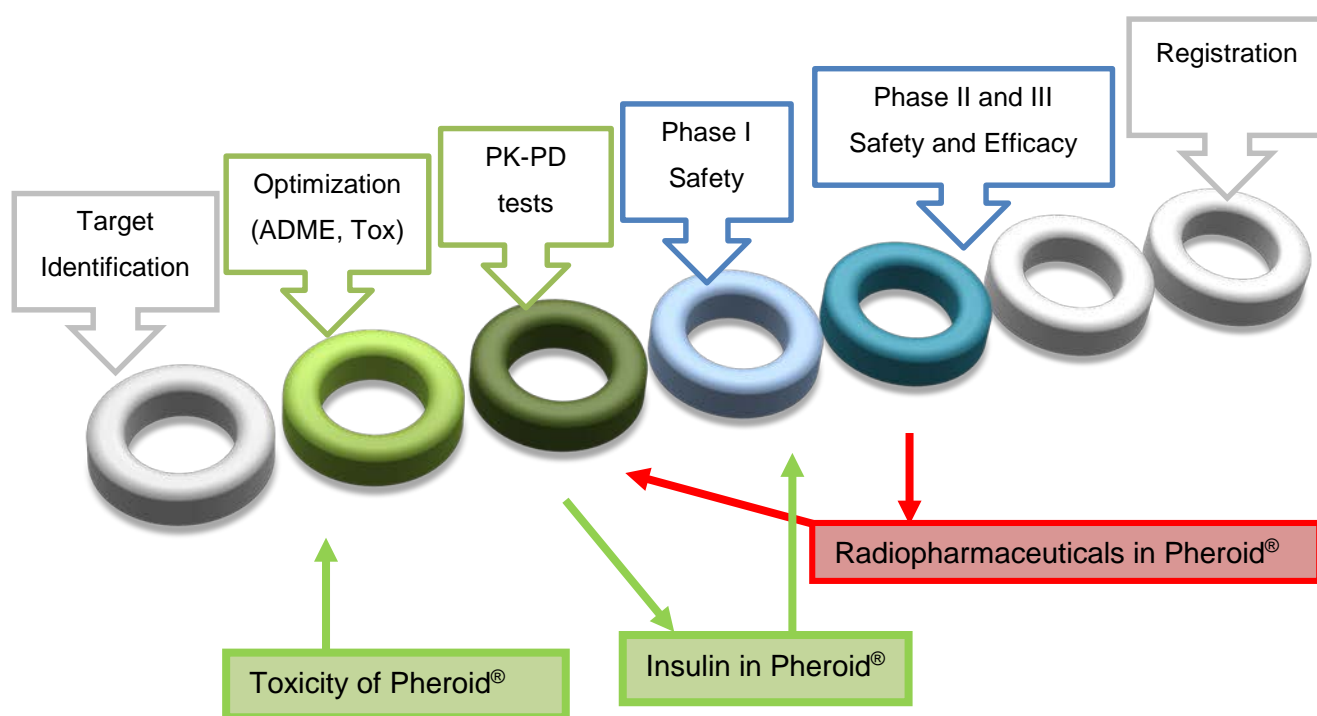 Target
Identification
Optimization
(ADME, Tox)
PK-PD
tests
Phase I
Safety
Phase II and III
Safety and Efficacy
Registration
Radiopharmaceuticals in Pheroid®
Insulin in Pheroid®
Toxicity of Pheroid®